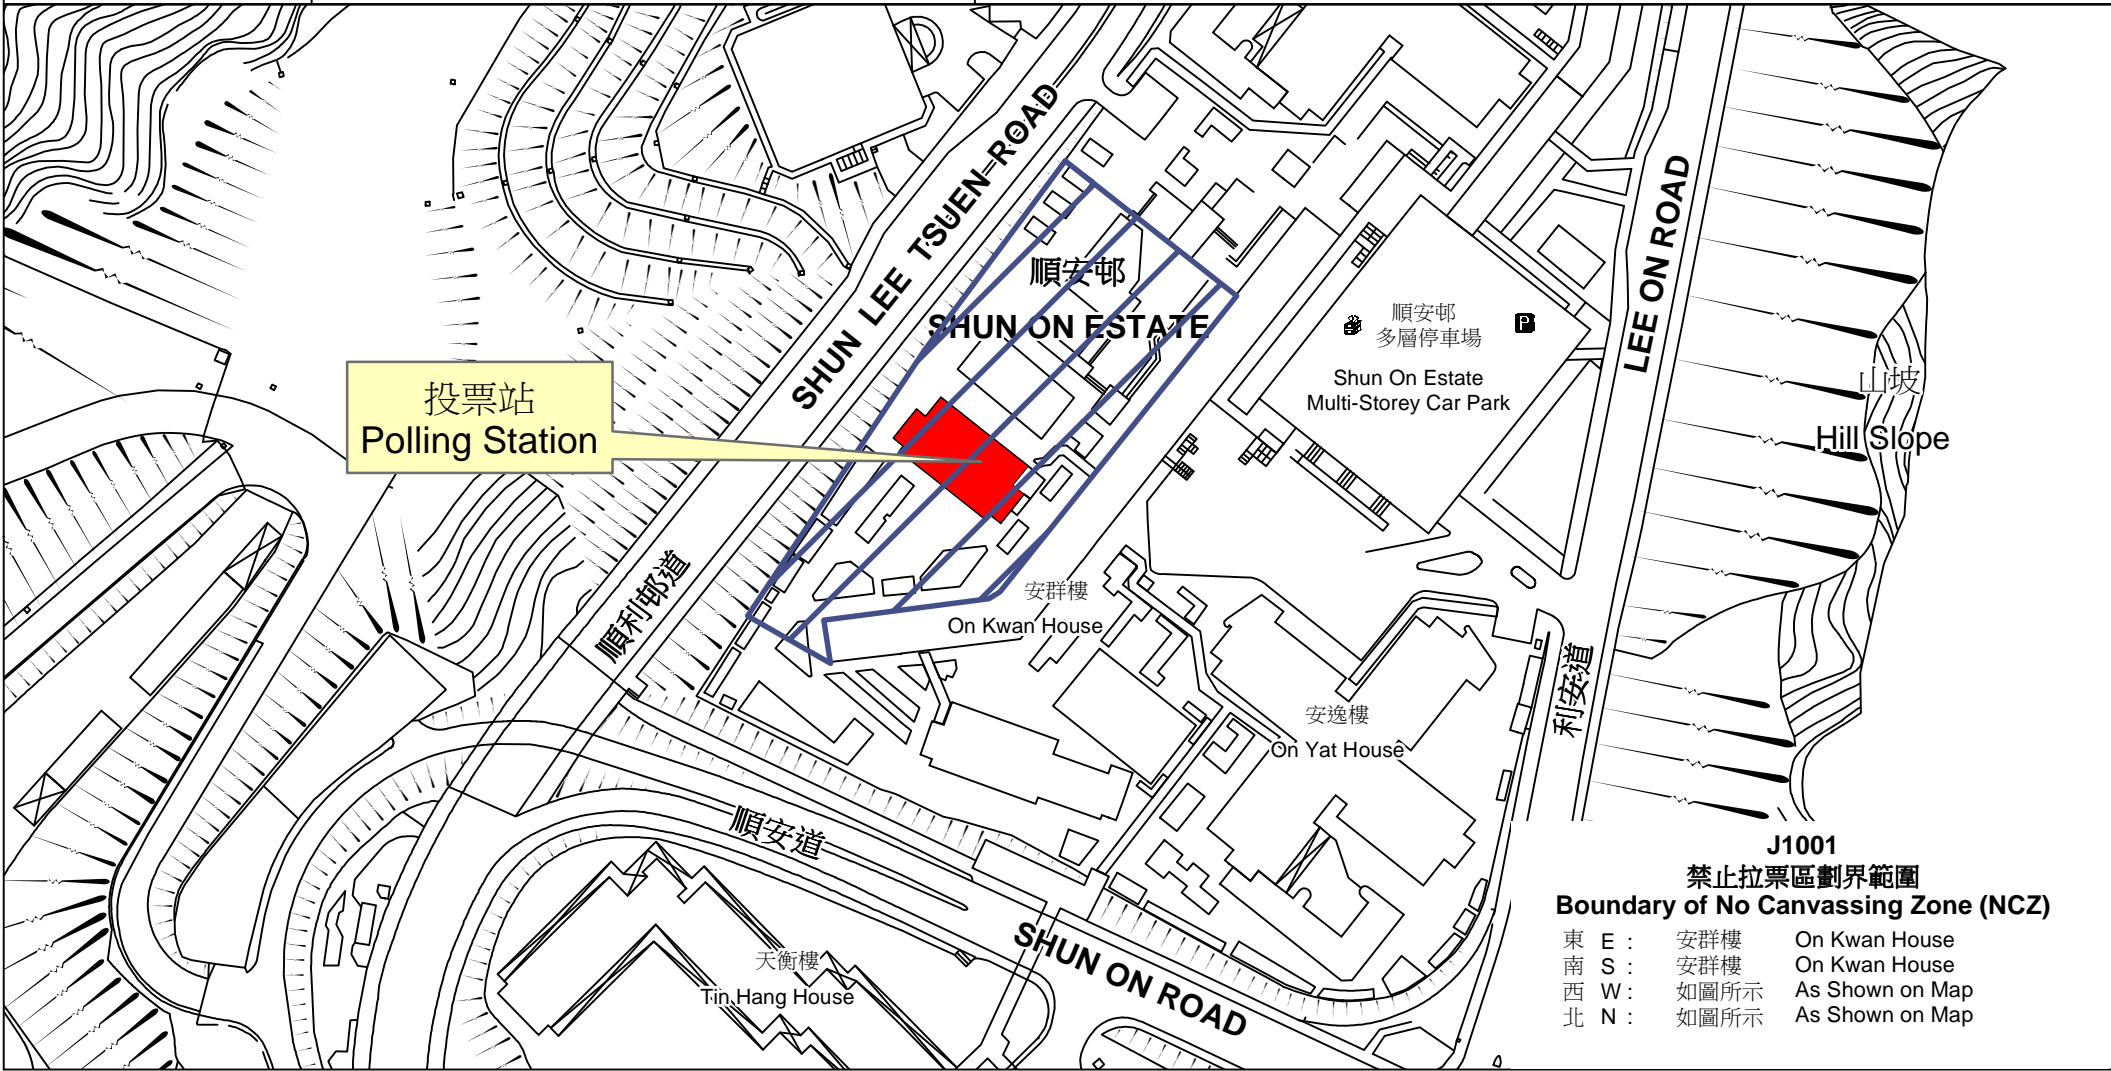 SHUN LEE TSUEN ROAD
順安邨
SHUN ON ESTATE
LEE ON ROAD
順安邨
多層停車場
Shun On Estate
Multi-Storey Car Park
P
山坡
Hill Slope
投票站
Polling Station
順利邨道
安群樓
On Kwan House
安逸樓
On Yat House
利安道
順安道
SHUN ON ROAD
天衡樓
Tin Hang House
J1001
禁止拉票區劃界範圍
Boundary of No Canvassing Zone (NCZ)
東 E : 安群樓 On Kwan House
南 S : 安群樓 On Kwan House
西 W : 如圖所示 As Shown on Map
北 N : 如圖所示 As Shown on Map